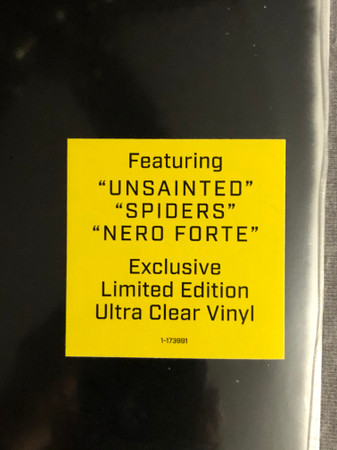 Featuring
“UNSAINTED”
“SPIDERS”
“NERO FORTE”
Exclusive
Limited Edition
Ultra Clear Vinyl
1-173991